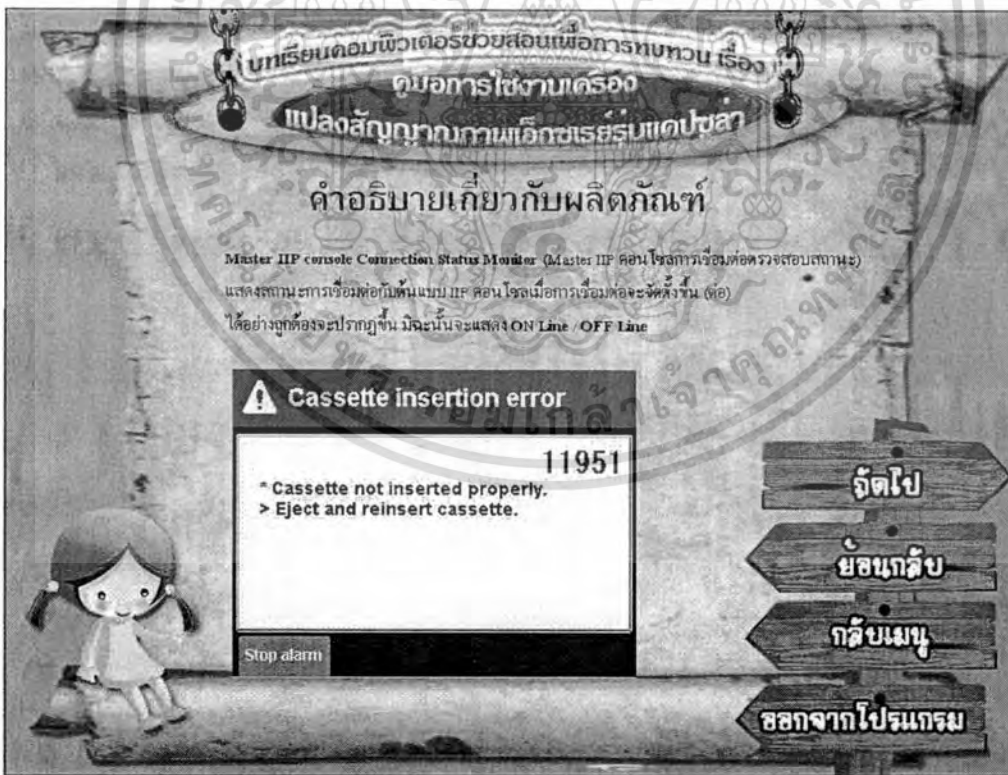 บทเรียนคอมพิวเตอร์ช่วยสอนเพื่อการทบทวน เรื่อง
คู่มือการใช้งานเครื่อง
แปลงสัญญาณภาพเอ็กซเรย์รุ่นแคปซูล่า
คำอธิบายเกี่ยวกับผลิตภัณฑ์
Master IIP console Connection Status Monitor (Master IIP คอนโซลการเชื่อมต่อตรวจสอบสถานะ)
แสดงสถานะการเชื่อมต่อกับต้นแบบ IIP คอนโซลเมื่อการเชื่อมต่อจะจัดตั้งขึ้น (ต่อ)
ได้อย่างถูกต้องจะปรากฏขึ้น มิฉะนั้นจะแสดง ON Line / OFF Line
Cassette insertion error
11951
* Cassette not inserted properly.
> Eject and reinsert cassette.
Stop alarm
ถัดไป
ย้อนกลับ
กลับเมนู
ออกจากโปรแกรม